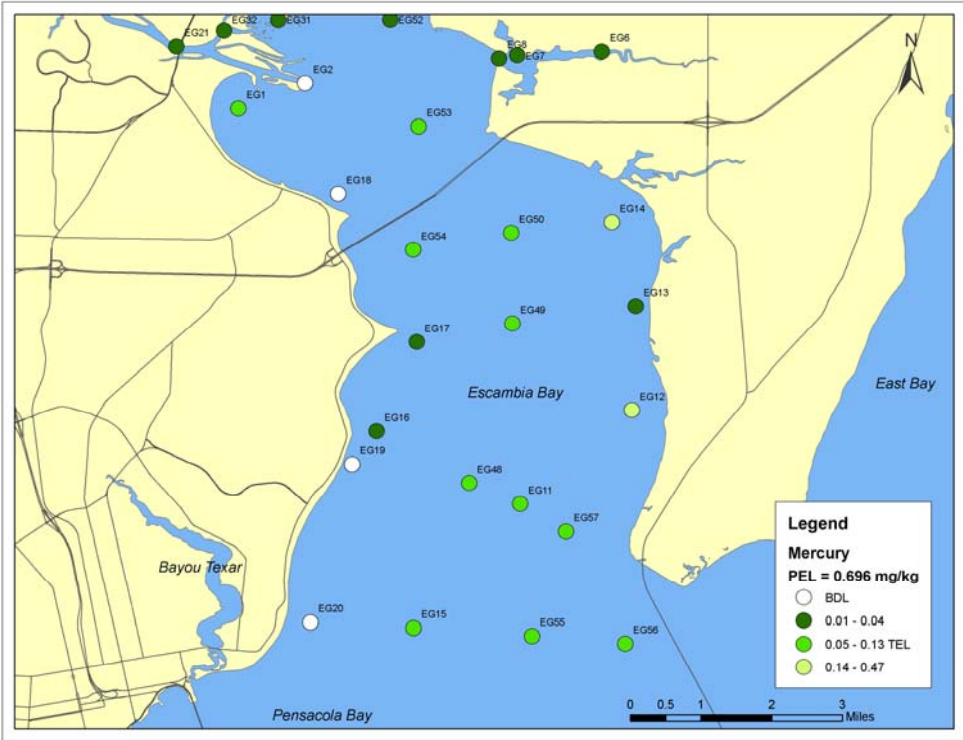 EG32
EG31
EG52
EG21
EG8
EG7
EG6
N
EG2
EG1
EG53
EG18
EG14
EG50
EG54
EG13
EG49
EG17
Escambia Bay
East Bay
EG12
EG16
EG19
EG48
EG11
EG57
Bayou Texar
EG20
EG15
EG55
EG56
Pensacola Bay
Legend
Mercury
PEL = 0.696 mg/kg
BDL
0.01 - 0.04
0.05 - 0.13 TEL
0.14 - 0.47
0 0.5 1 2 3
Miles